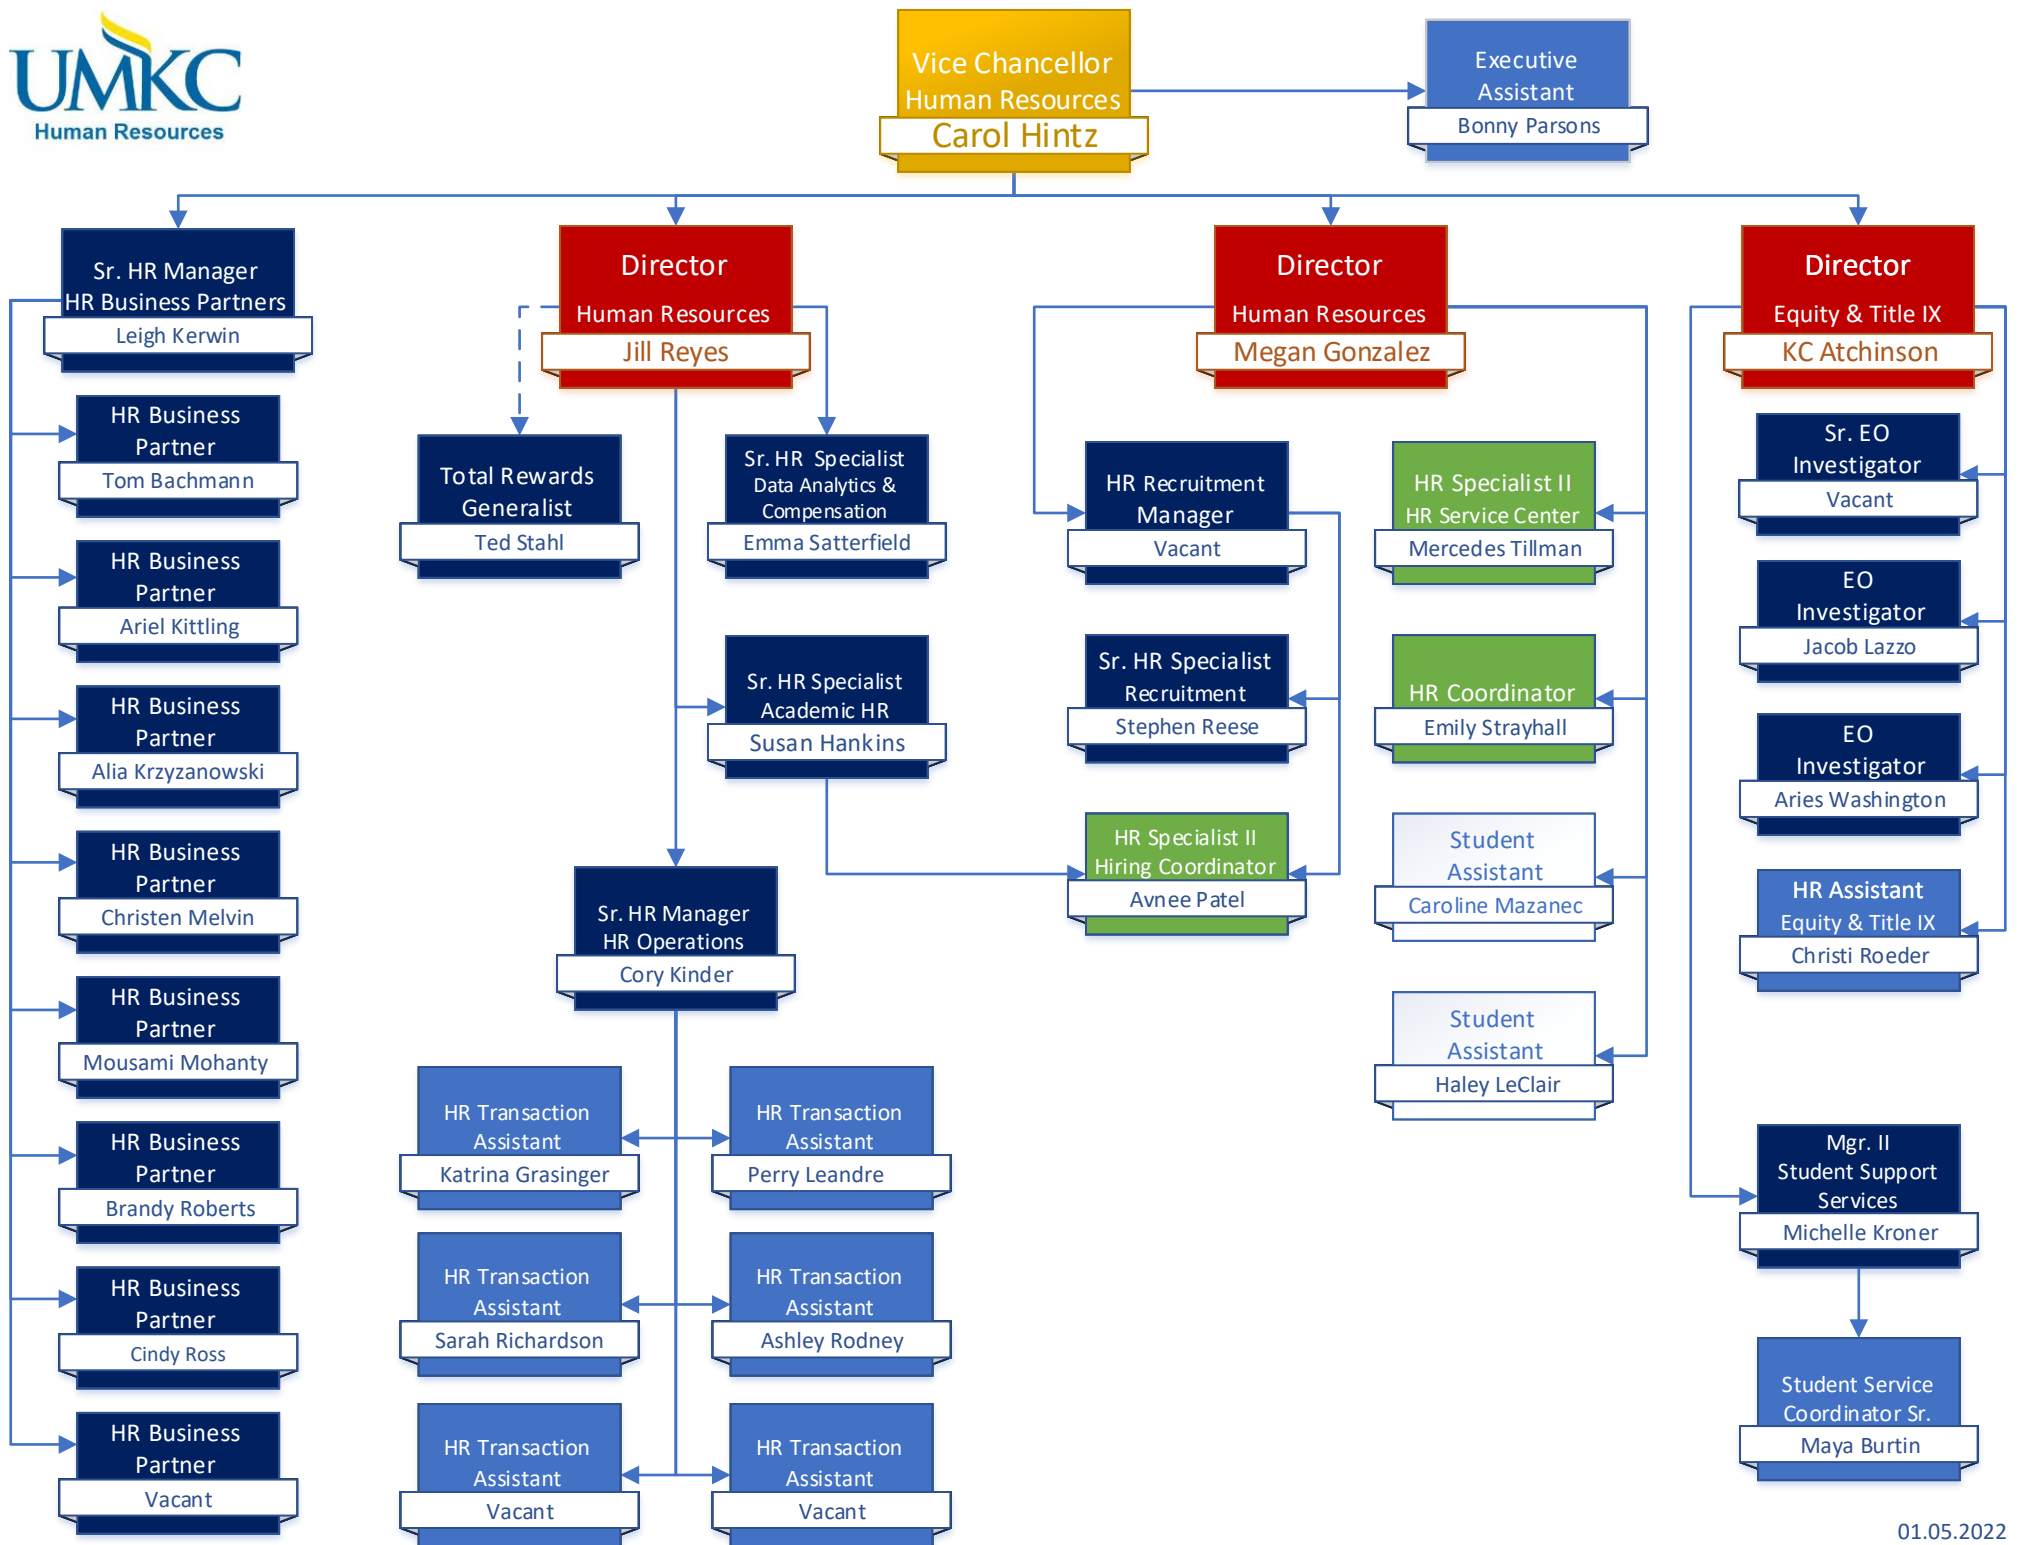 UMKC
Human Resources
Vice Chancellor
Human Resources
Carol Hintz
Executive
Assistant
Bonny Parsons
Sr. HR Manager
HR Business Partners
Leigh Kerwin
HR Business
Partner
Tom Bachmann
HR Business
Partner
Ariel Kittling
HR Business
Partner
Alia Krzyzanowski
HR Business
Partner
Christen Melvin
HR Business
Partner
Mousami Mohanty
HR Business
Partner
Brandy Roberts
HR Business
Partner
Cindy Ross
HR Business
Partner
Vacant
Director
Human Resources
Jill Reyes
Total Rewards
Generalist
Ted Stahl
Sr. HR Specialist
Data Analytics &
Compensation
Emma Satterfield
Sr. HR Specialist
Academic HR
Susan Hankins
Sr. HR Manager
HR Operations
Cory Kinder
HR Transaction
Assistant
Katrina Grasinger
HR Transaction
Assistant
Perry Leandre
HR Transaction
Assistant
Sarah Richardson
HR Transaction
Assistant
Ashley Rodney
HR Transaction
Assistant
Vacant
HR Transaction
Assistant
Vacant
Director
Human Resources
Megan Gonzalez
HR Recruitment
Manager
Vacant
Sr. HR Specialist
Recruitment
Stephen Reese
HR Specialist II
Hiring Coordinator
Avnee Patel
HR Specialist II
HR Service Center
Mercedes Tillman
HR Coordinator
Emily Strayhall
Student
Assistant
Caroline Mazanec
Student
Assistant
Haley LeClair
Director
Equity & Title IX
KC Atchinson
Sr. EO
Investigator
Vacant
EO
Investigator
Jacob Lazzo
EO
Investigator
Aries Washington
HR Assistant
Equity & Title IX
Christi Roeder
Mgr. II
Student Support
Services
Michelle Kroner
Student Service
Coordinator Sr.
Maya Burtin
01.05.2022